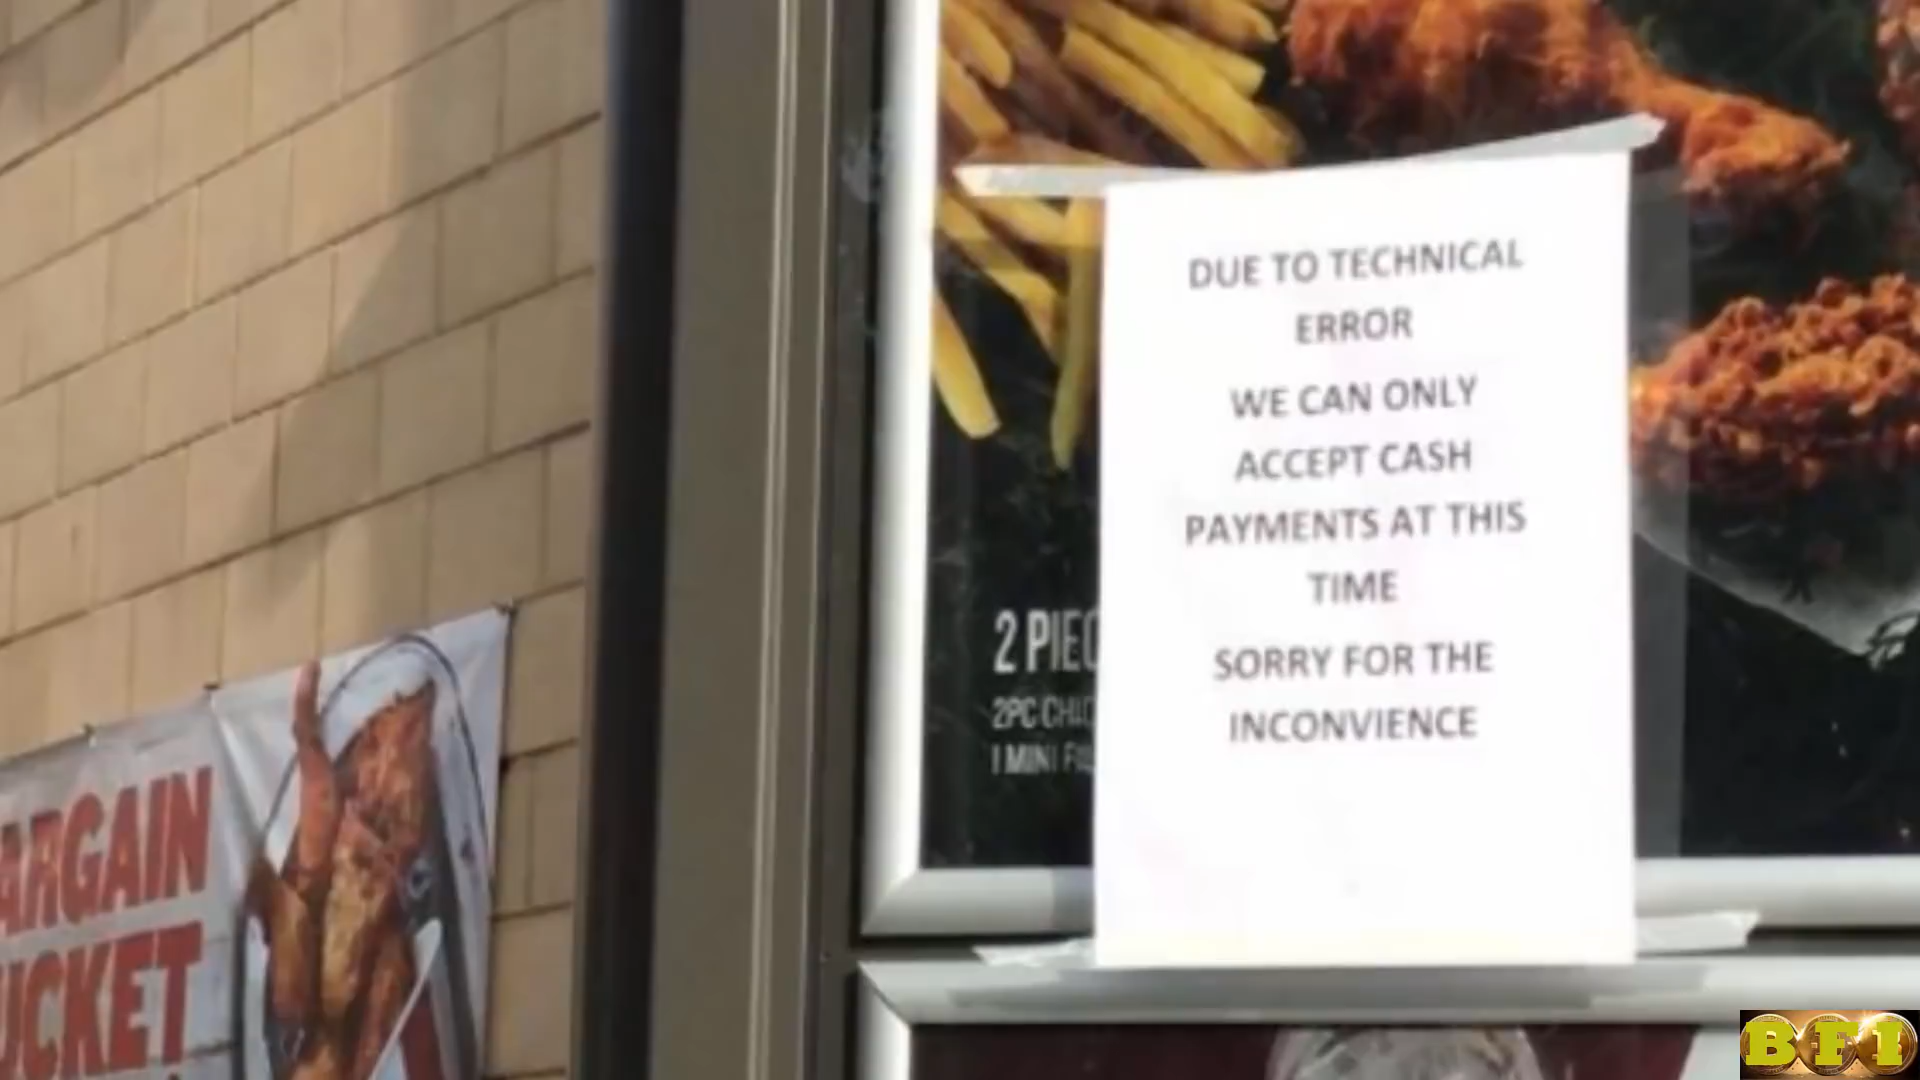 DUE TO TECHNICAL
ERROR
WE CAN ONLY
ACCEPT CASH
PAYMENTS AT THIS
TIME
SORRY FOR THE
INCONVIENCE
2 PIEC
2PC CHIC
1 MINI FIL
ARGAIN
UCKET
BFI